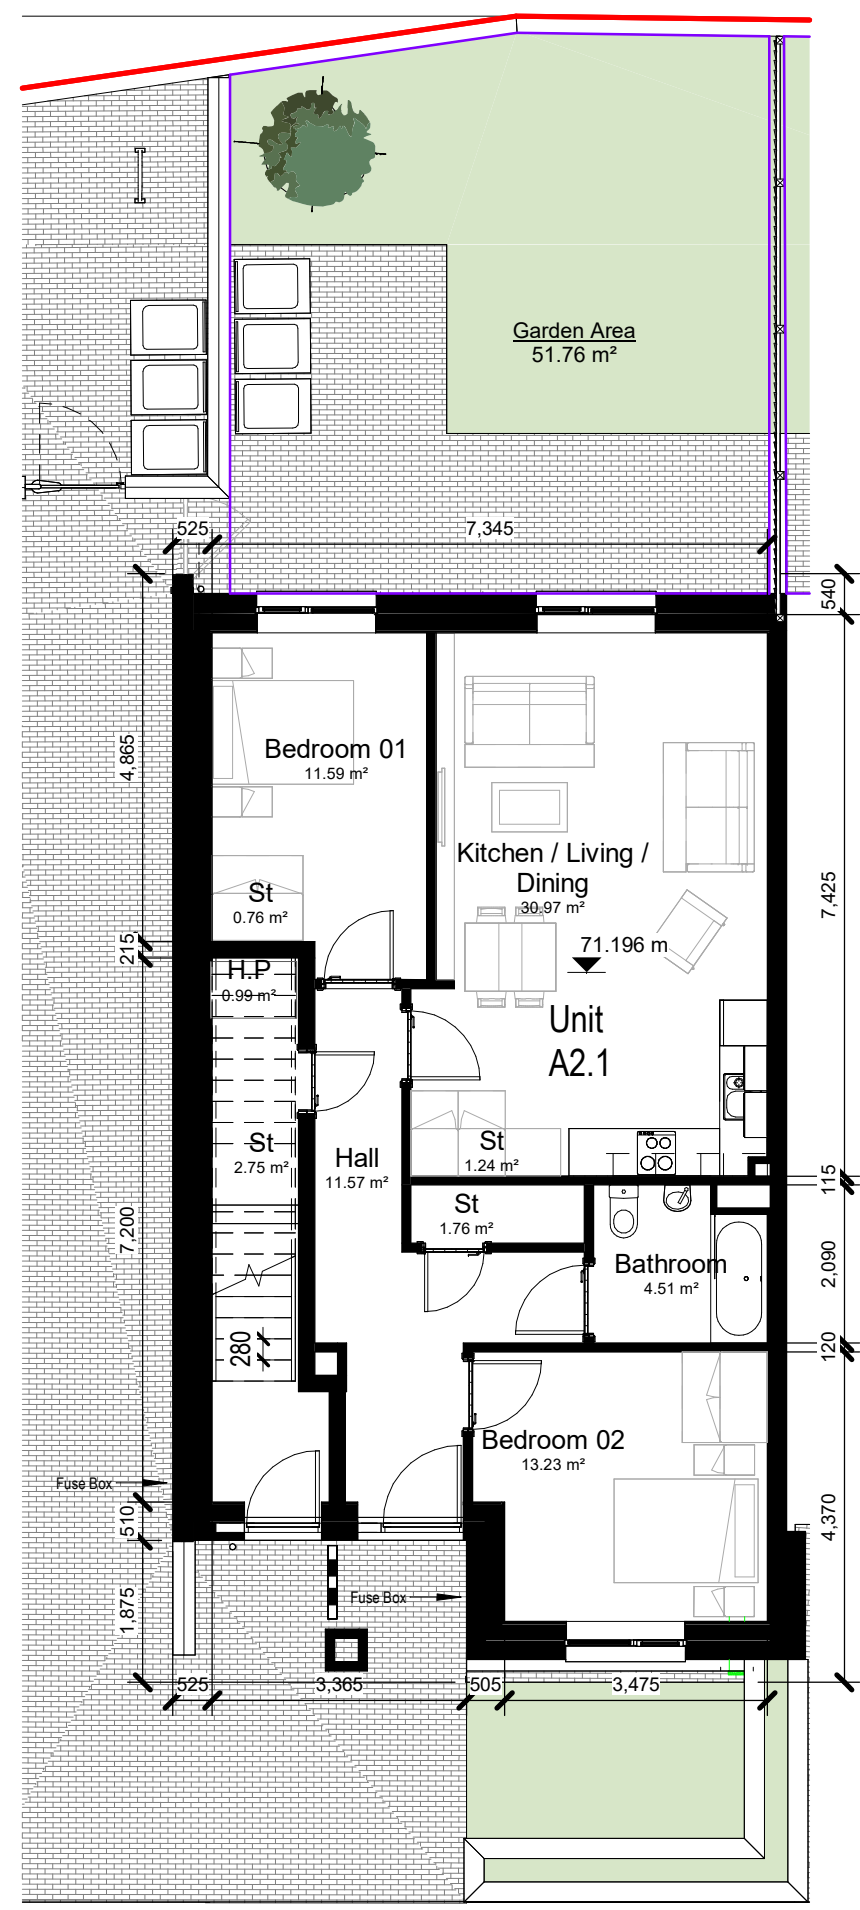 Garden Area
51.76 m²
525
7,345
540
4,865
Bedroom 01
11.59 m²
Kitchen / Living /
Dining
30.97 m²
7,425
St
0.76 m²
215
71.196 m
H.P
0.99 m²
Unit
A2.1
St
2.75 m²
Hall
11.57 m²
St
1.24 m²
115
7,200
St
1.76 m²
Bathroom
4.51 m²
2,090
280
120
Bedroom 02
13.23 m²
Fuse Box
510
4,370
1,875
Fuse Box
525
3,365
505
3,475